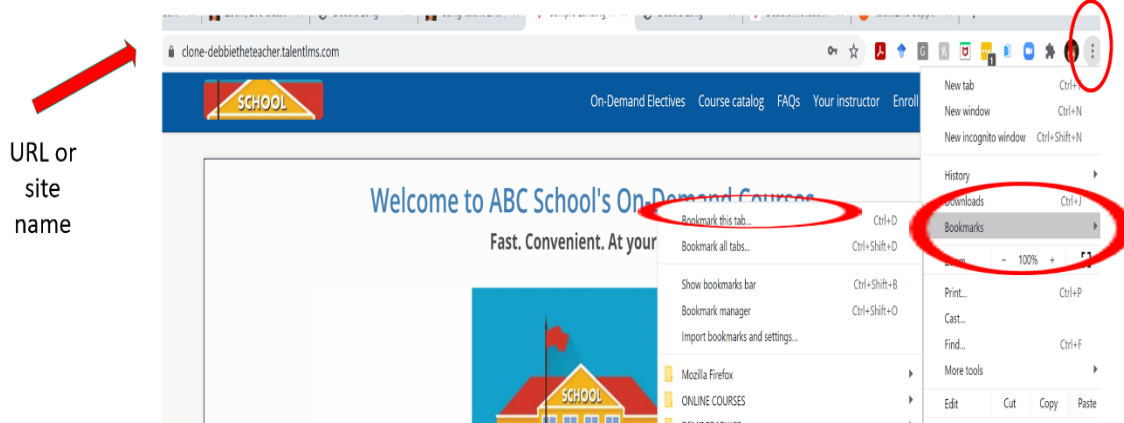 clone-debbietheteacher.talentlms.com
URL or
site
name
SCHOOL
On-Demand Electives Course catalog FAQs Your instructor Enroll
Welcome to ABC School's On-Demand Courses
Fast. Convenient. At your
SCHOOL
New tab
New window Ctrl+N
New incognito window Ctrl+Shift+N
History
Downloads Ctrl+J
Bookmarks
Zoom - 100% +
Print... Ctrl+P
Cast...
Find... Ctrl+F
More tools
Edit Cut Copy Paste
Bookmark this tab... Ctrl+D
Bookmark all tabs... Ctrl+Shift+D
Show bookmarks bar Ctrl+Shift+B
Bookmark manager Ctrl+Shift+O
Import bookmarks and settings...
Mozilla Firefox
ONLINE COURSES